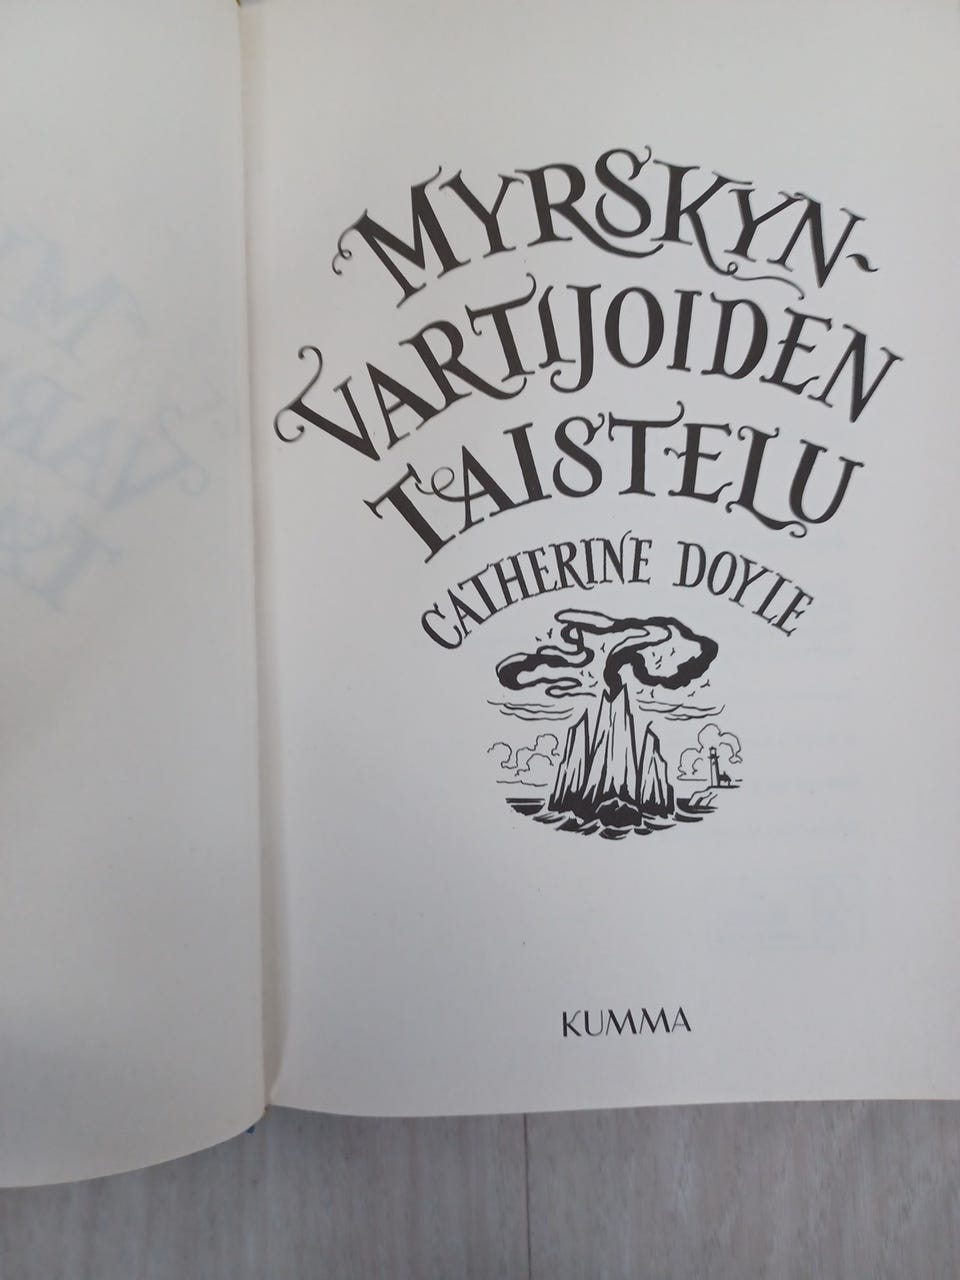 MYRSKYN-
VARTIJOIDEN
TAISTELU
CATHERINE DOYLE
KUMMA